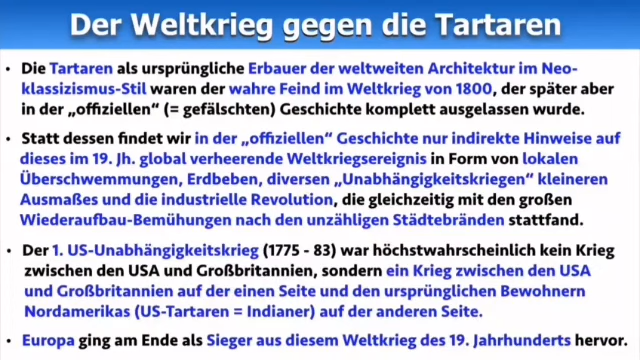 Der Weltkrieg gegen die Tartaren
• Die Tartaren als ursprüngliche Erbauer der weltweiten Architektur im Neo-
klassizismus-Stil waren der wahre Feind im Weltkrieg von 1800, der später aber
in der „offiziellen“ (= gefälschten) Geschichte komplett ausgelassen wurde.
• Statt dessen findet wir in der „offiziellen“ Geschichte nur indirekte Hinweise auf
dieses im 19. Jh. global verheerende Weltkriegsereignis in Form von lokalen
Überschwemmungen, Erdbeben, diversen „Unabhängigkeitskriegen“ kleineren
Ausmaßes und die industrielle Revolution, die gleichzeitig mit den großen
Wiederaufbau-Bemühungen nach den unzähligen Städtebränden stattfand.
• Der 1. US-Unabhängigkeitskrieg (1775 - 83) war höchstwahrscheinlich kein Krieg
zwischen den USA und Großbritannien, sondern ein Krieg zwischen den USA
und Großbritannien auf der einen Seite und den ursprünglichen Bewohnern
Nordamerikas (US-Tartaren = Indianer) auf der anderen Seite.
• Europa ging am Ende als Sieger aus diesem Weltkrieg des 19. Jahrhunderts hervor.